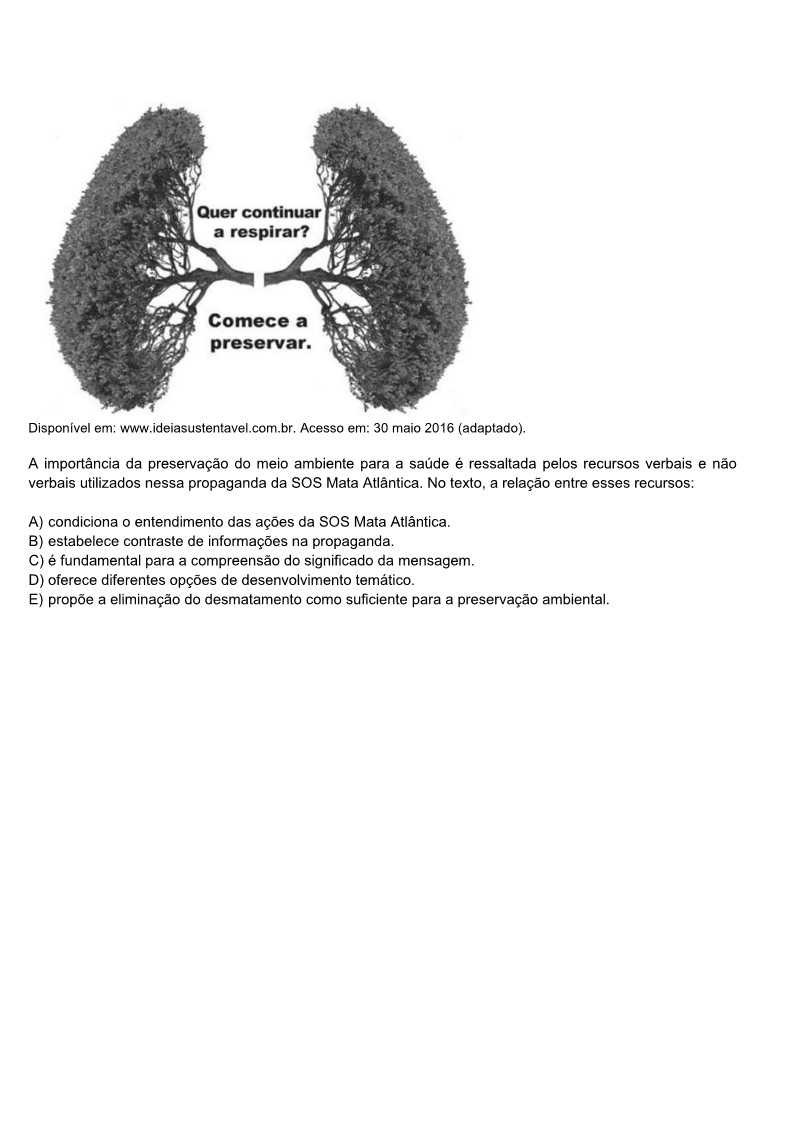 Quer continuar
a respirar?
Comece a
preservar.
Disponível em: www.ideiasustentavel.com.br. Acesso em: 30 maio 2016 (adaptado).
A importância da preservação do meio ambiente para a saúde é ressaltada pelos recursos verbais e não
verbais utilizados nessa propaganda da SOS Mata Atlântica. No texto, a relação entre esses recursos:
A) condiciona o entendimento das ações da SOS Mata Atlântica.
B) estabelece contraste de informações na propaganda.
C) é fundamental para a compreensão do significado da mensagem.
D) oferece diferentes opções de desenvolvimento temático.
E) propõe a eliminação do desmatamento como suficiente para a preservação ambiental.